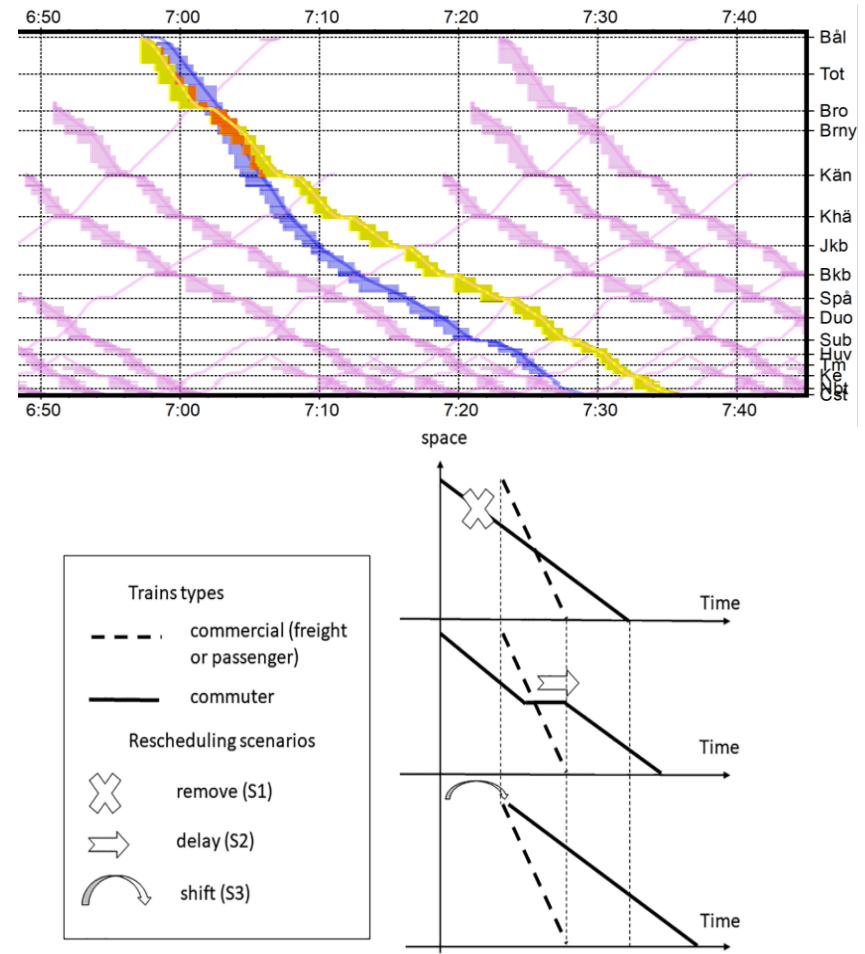 6:50 7:00 7:10 7:20 7:30 7:40
Bål
Tot
Bro
Brny
Kän
Khä
Jkb
Bkb
Spå
Duo
Sub
Huv
Ke
Cst
6:50 7:00 7:10 7:20 7:30 7:40
space
Time
Time
Time
Trains types
commercial (freight
or passenger)
commuter
Rescheduling scenarios
remove (S1)
delay (S2)
shift (S3)